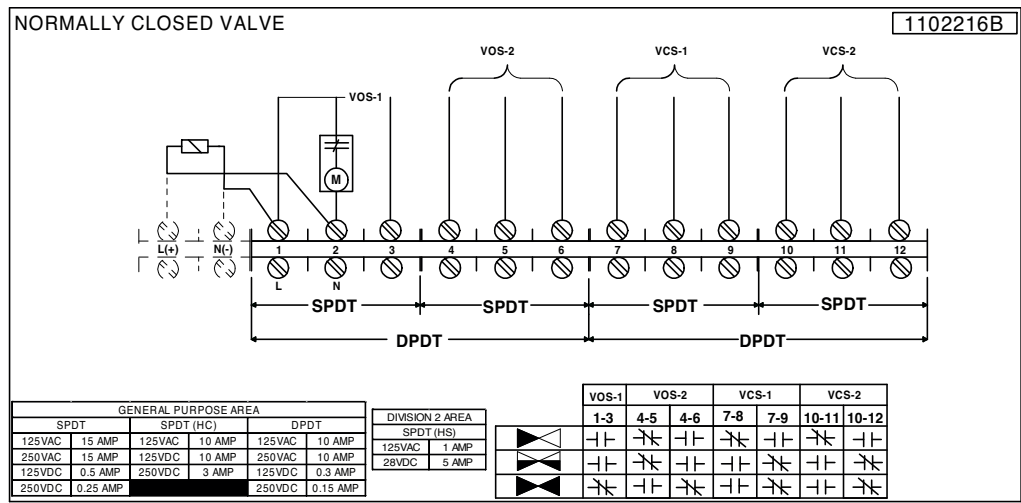 NORMALLY CLOSED VALVE
1102216B
VOS-2 VCS-1 VCS-2
VOS-1
M
L(+) N(-) 1 2 3 4 5 6 7 8 9 10 11 12
L N
SPDT SPDT SPDT SPDT
DPDT DPDT
GENERAL PURPOSE AREA
SPDT SPDT (HC) DPDT
125VAC 15 AMP 125VAC 10 AMP 125VAC 10 AMP
250VAC 15 AMP 125VDC 10 AMP 250VAC 10 AMP
125VDC 0.5 AMP 250VDC 3 AMP 125VDC 0.3 AMP
250VDC 0.25 AMP 250VDC 0.15 AMP
DIVISION 2 AREA
SPDT (HS)
125VAC 1 AMP
28VDC 5 AMP
VOS-1 VOS-2 VCS-1 VCS-2
1-3 4-5 4-6 7-8 7-9 10-11 10-12